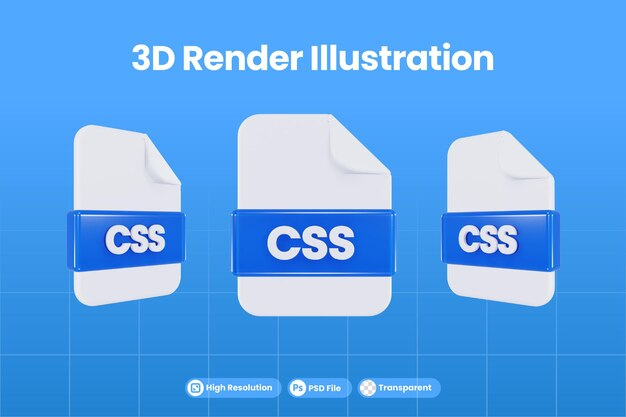 3D Render Illustration
CSS
CSS
CSS
High Resolution
Ps
PSD File
Transparent